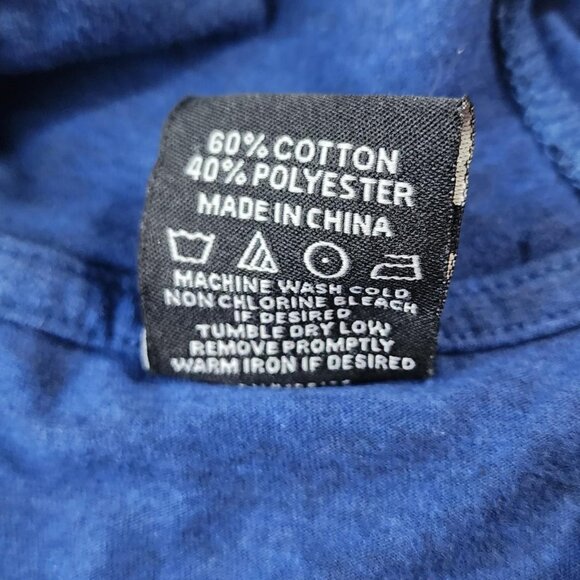 60% COTTON
40% POLYESTER
MADE IN CHINA
MACHINE WASH COLD
NON CHLORINE BLEACH
IF DESIRED
TUMBLE DRY LOW
REMOVE PROMPTLY
WARM IRON IF DESIRED